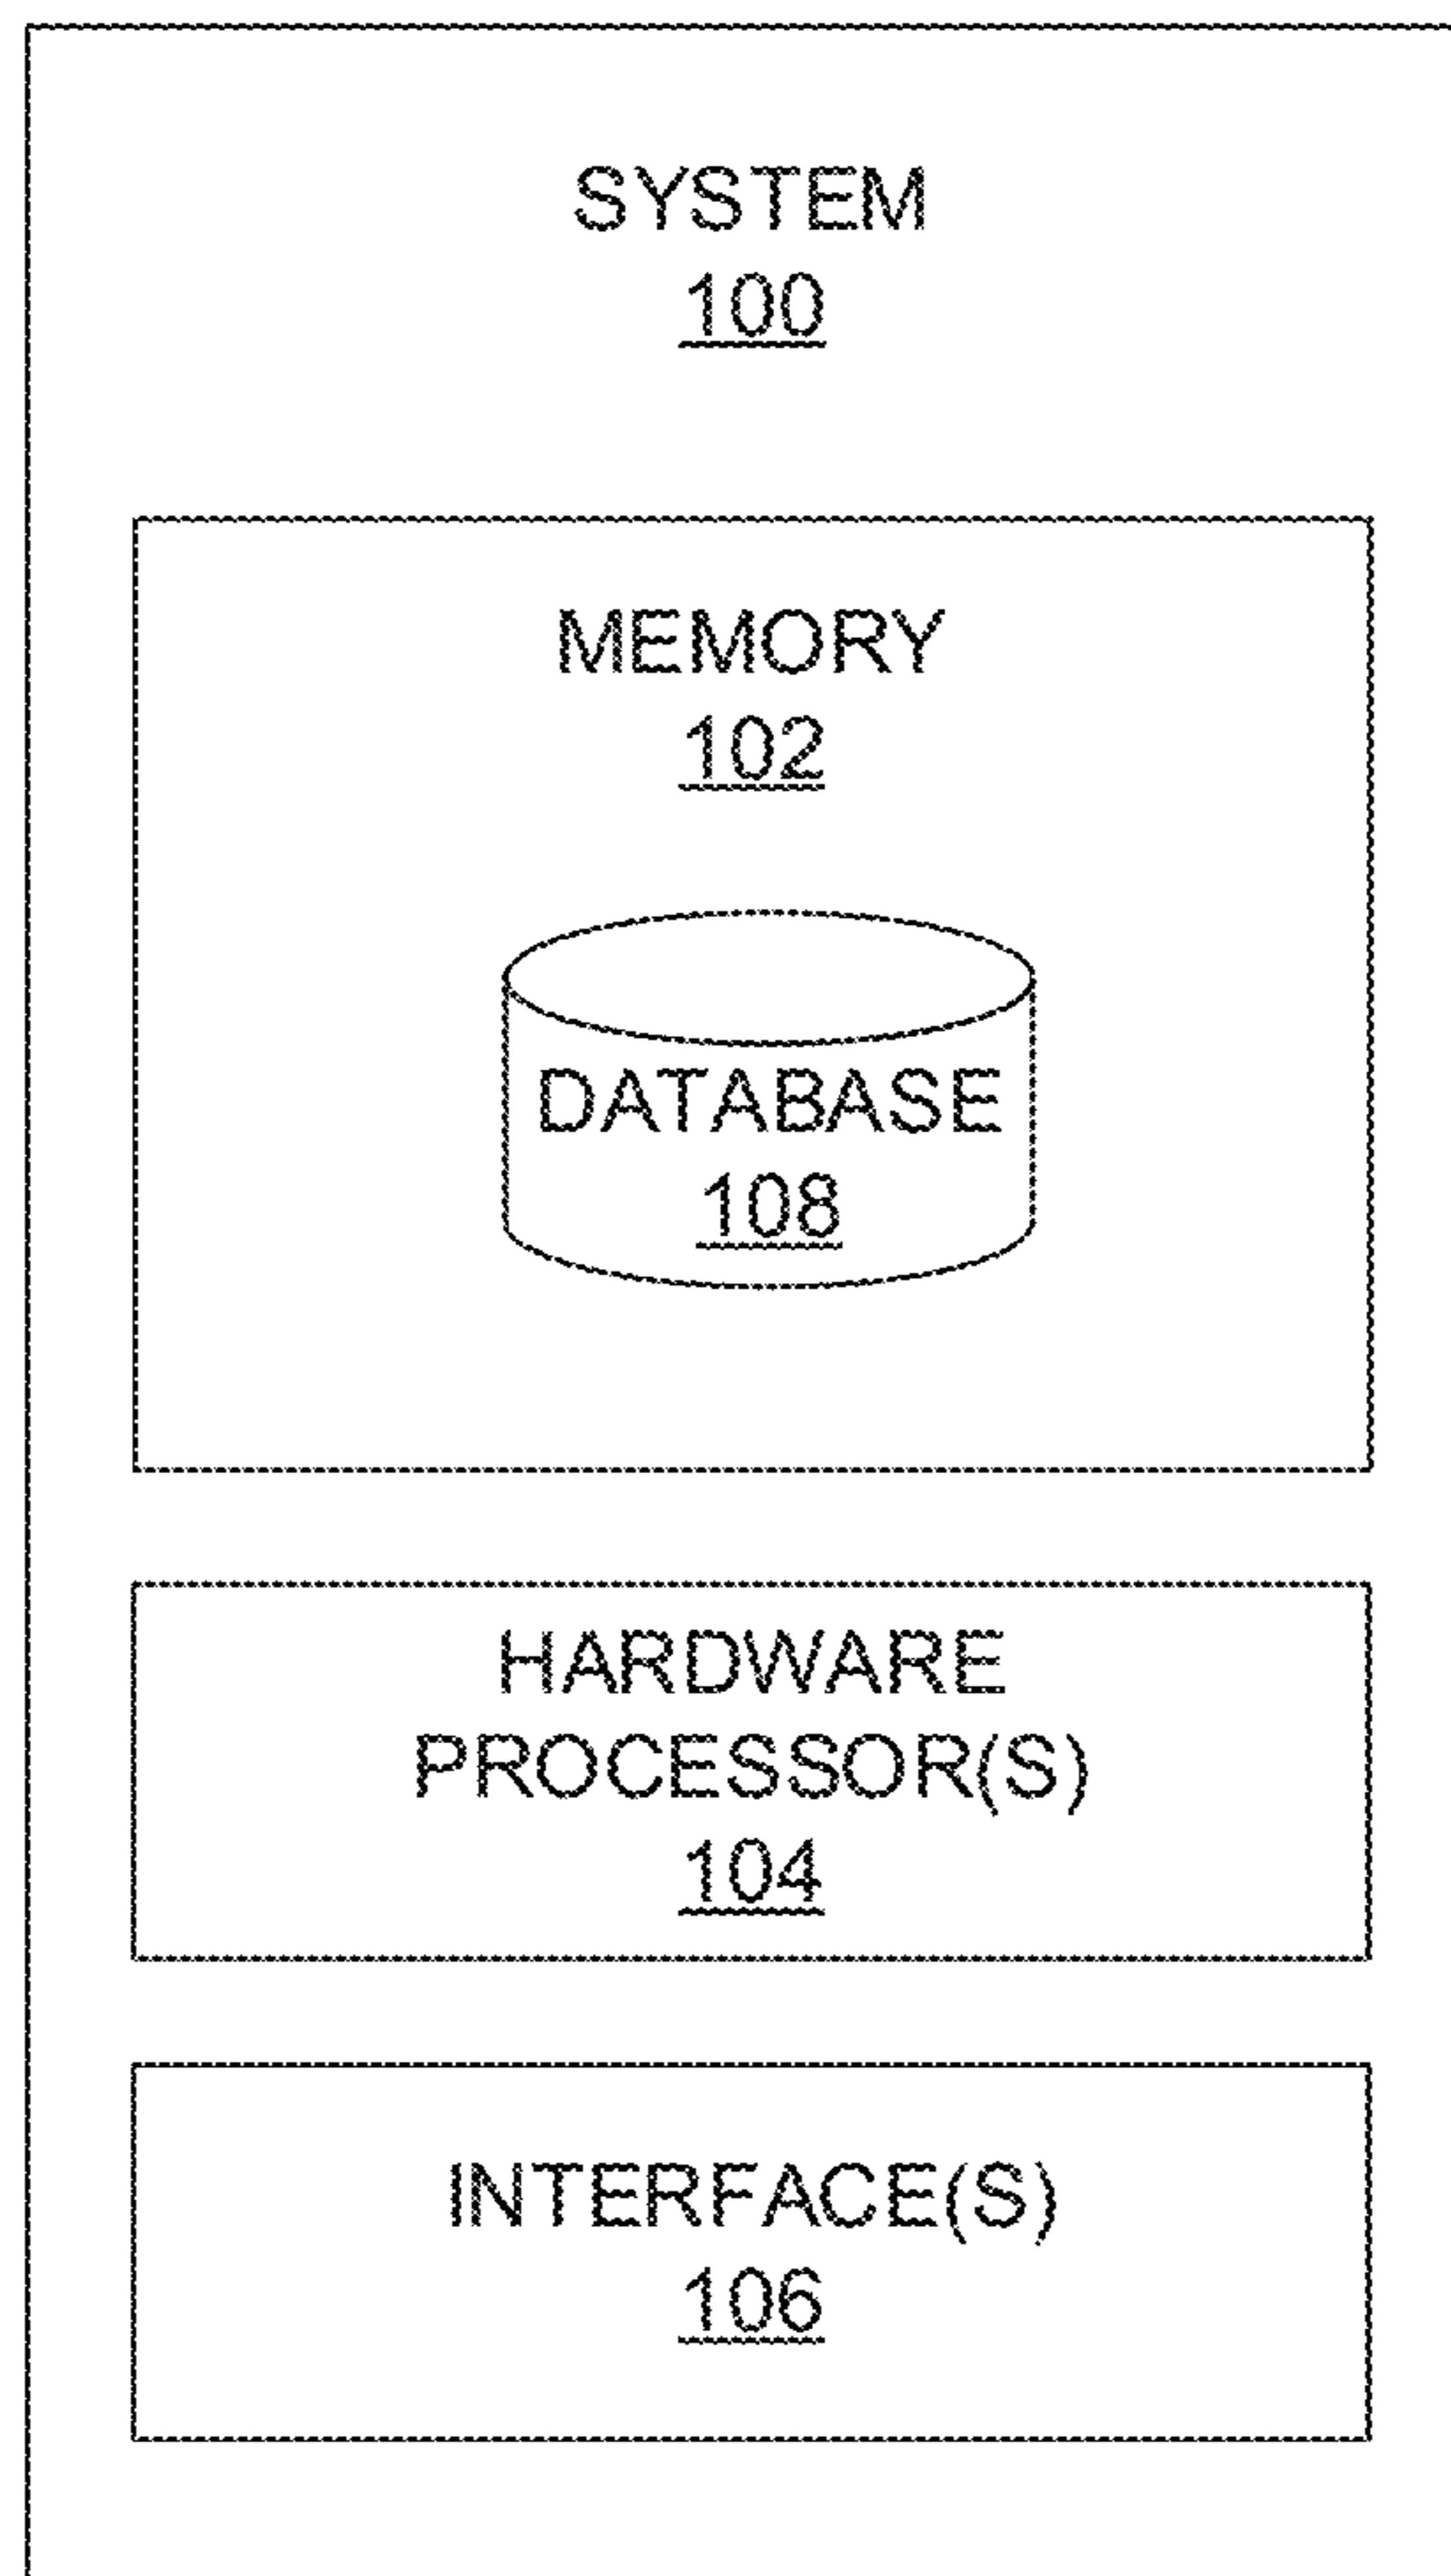 SYSTEM
100
MEMORY
102
DATABASE
108
HARDWARE
PROCESSOR(S)
104
INTERFACE(S)
106